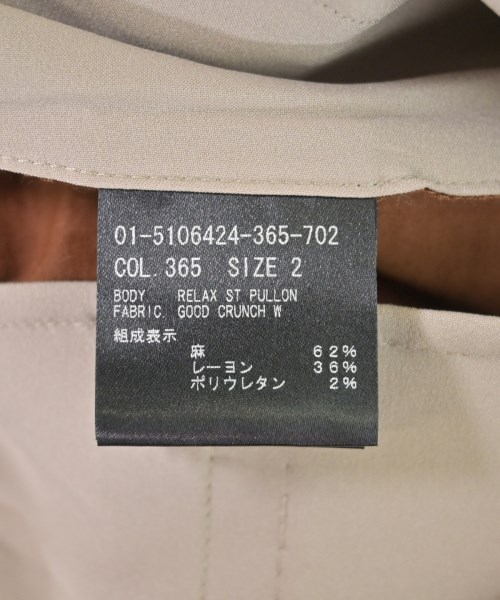 01-5106424-365-702
COL.365 SIZE 2
BODY RELAX ST PULLON
FABRIC GOOD CRUNCH W
組成表示
麻 62%
レーヨン 36%
ポリウレタン 2%